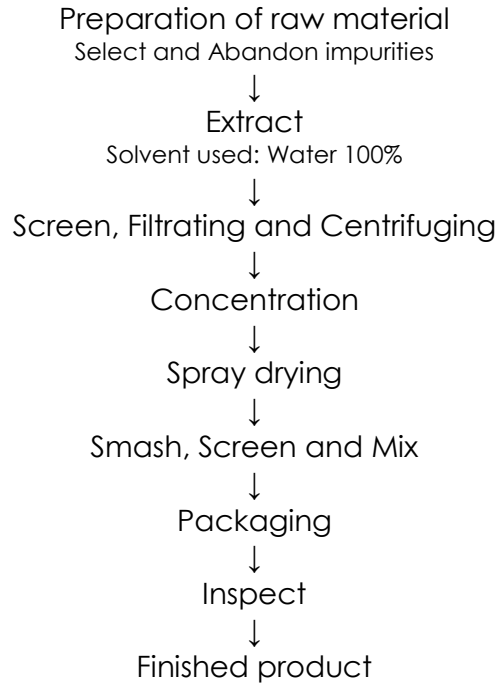 Preparation of raw material
Select and Abandon impurities
↓
Extract
Solvent used: Water 100%
↓
Screen, Filtrating and Centrifuging
↓
Concentration
↓
Spray drying
↓
Smash, Screen and Mix
↓
Packaging
↓
Inspect
↓
Finished product